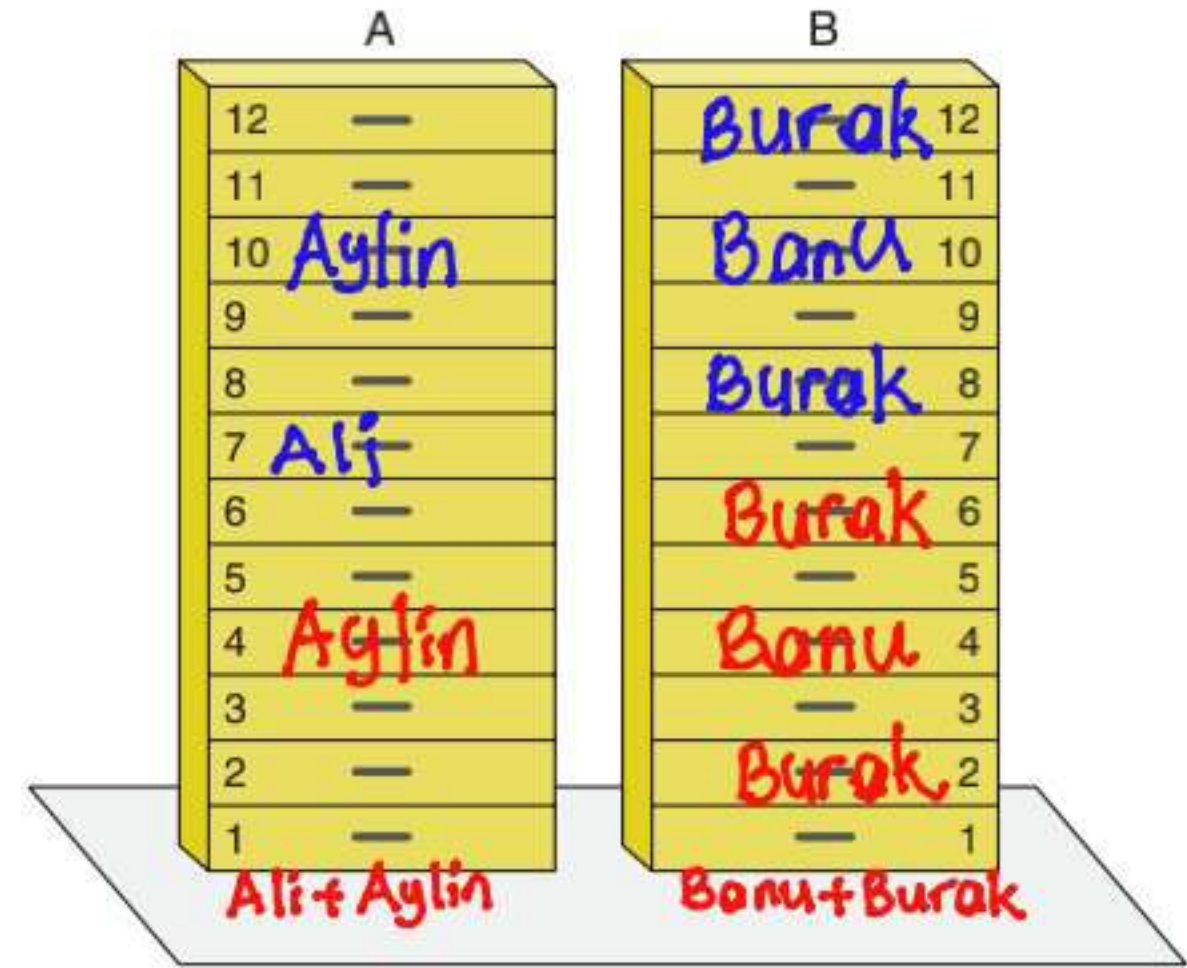 A B
12 Burak 12
11 11
10 Aylin Banu 10
9 9
8 Burak 8
7 Ali 7
6 Burak 6
5 5
4 Aylin Banu 4
3 3
2 Burak 2
1 1
Ali+Aylin Banu+Burak